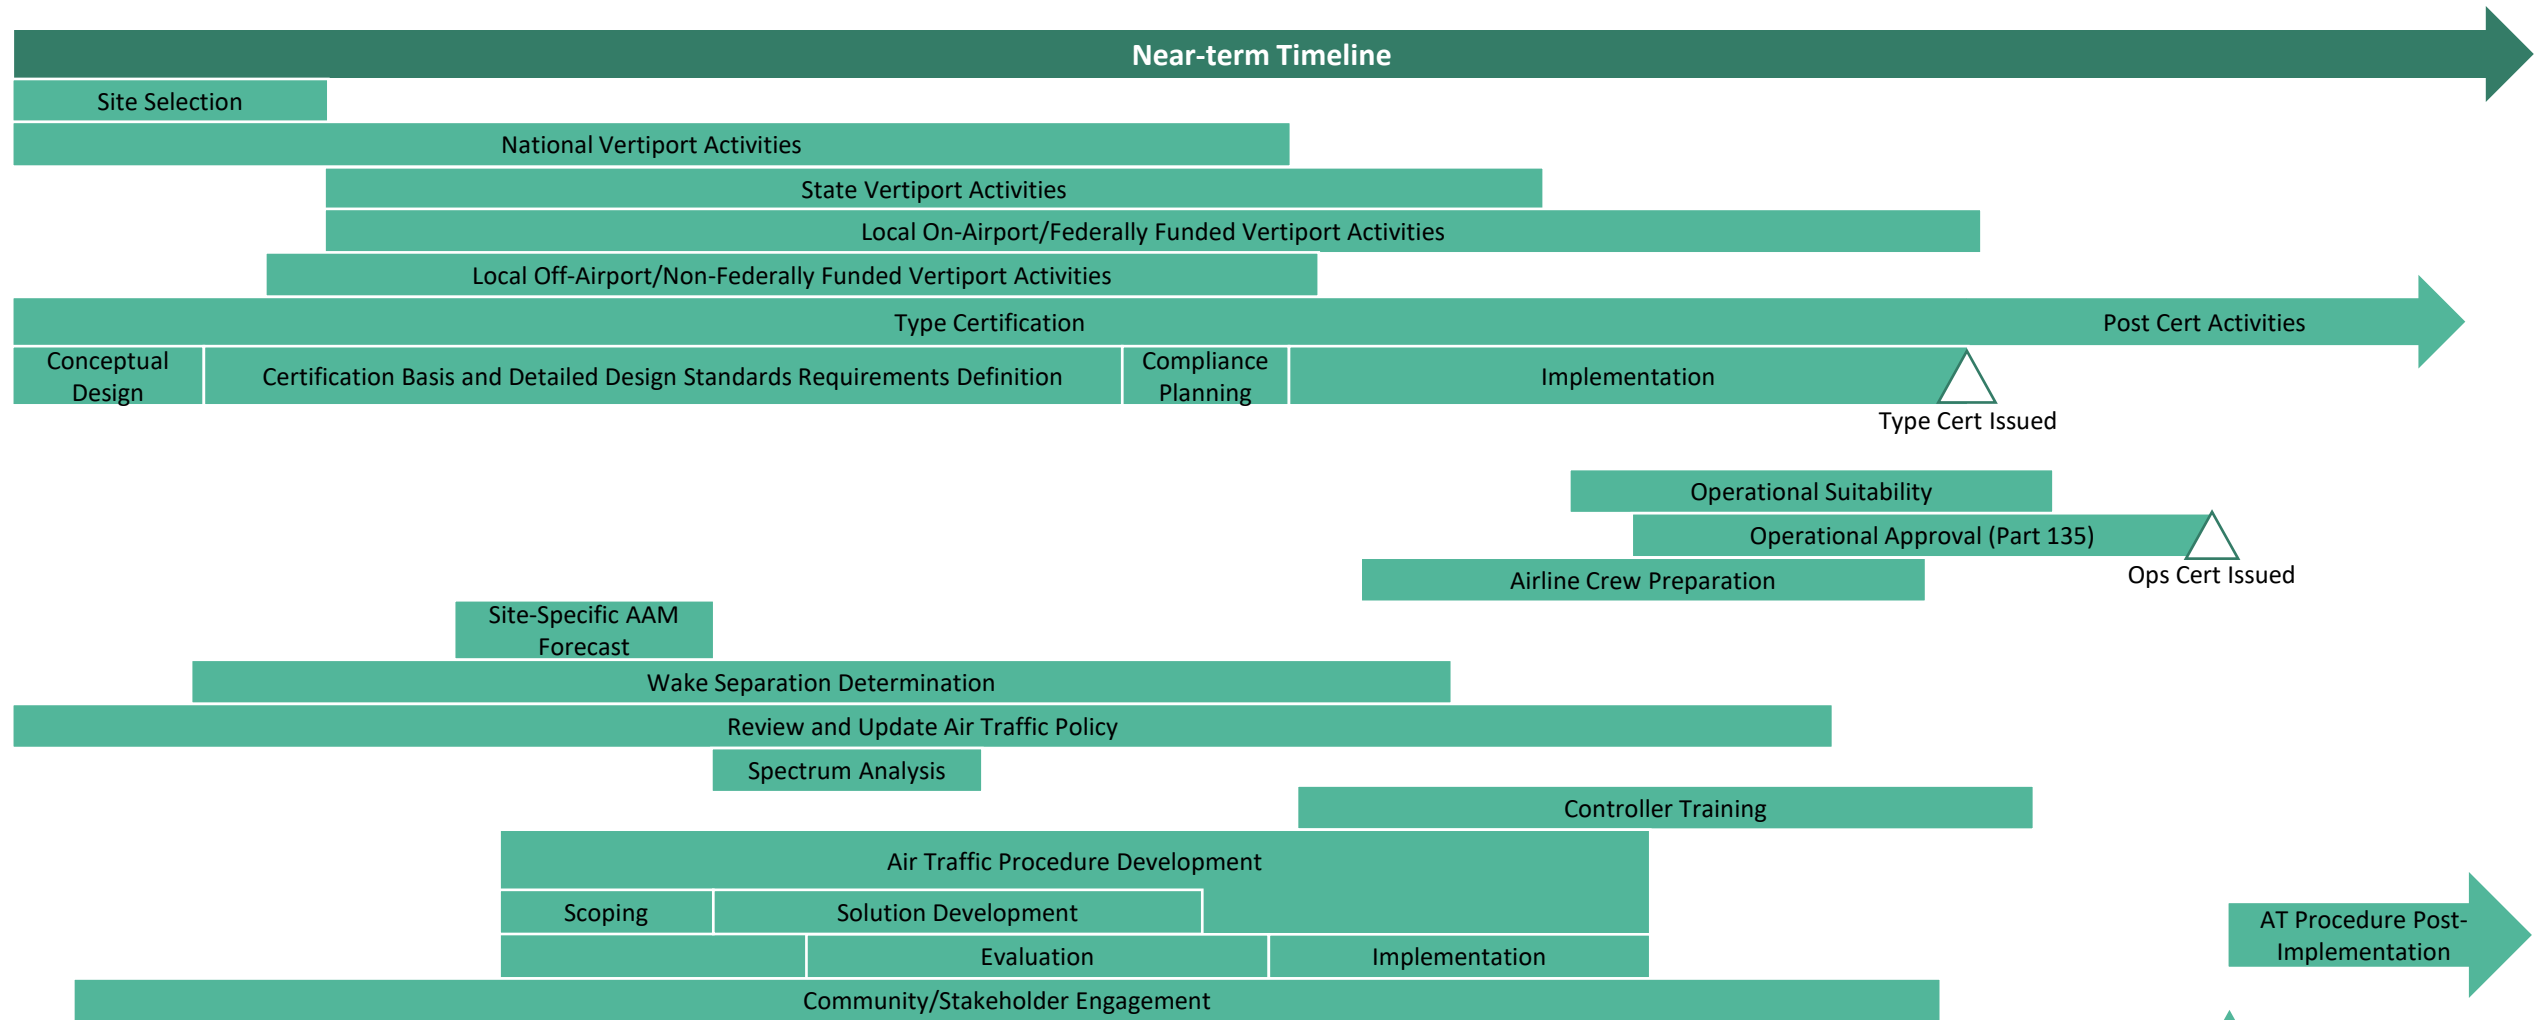 Near-term Timeline
Site Selection
National Vertiport Activities
State Vertiport Activities
Local On-Airport/Federally Funded Vertiport Activities
Local Off-Airport/Non-Federally Funded Vertiport Activities
Type Certification
Post Cert Activities
Conceptual
Design
Certification Basis and Detailed Design Standards Requirements Definition
Compliance
Planning
Implementation
Type Cert Issued
Operational Suitability
Operational Approval (Part 135)
Ops Cert Issued
Airline Crew Preparation
Site-Specific AAM
Forecast
Wake Separation Determination
Review and Update Air Traffic Policy
Spectrum Analysis
Controller Training
Air Traffic Procedure Development
Scoping
Solution Development
Evaluation
Implementation
AT Procedure Post-
Implementation
Community/Stakeholder Engagement